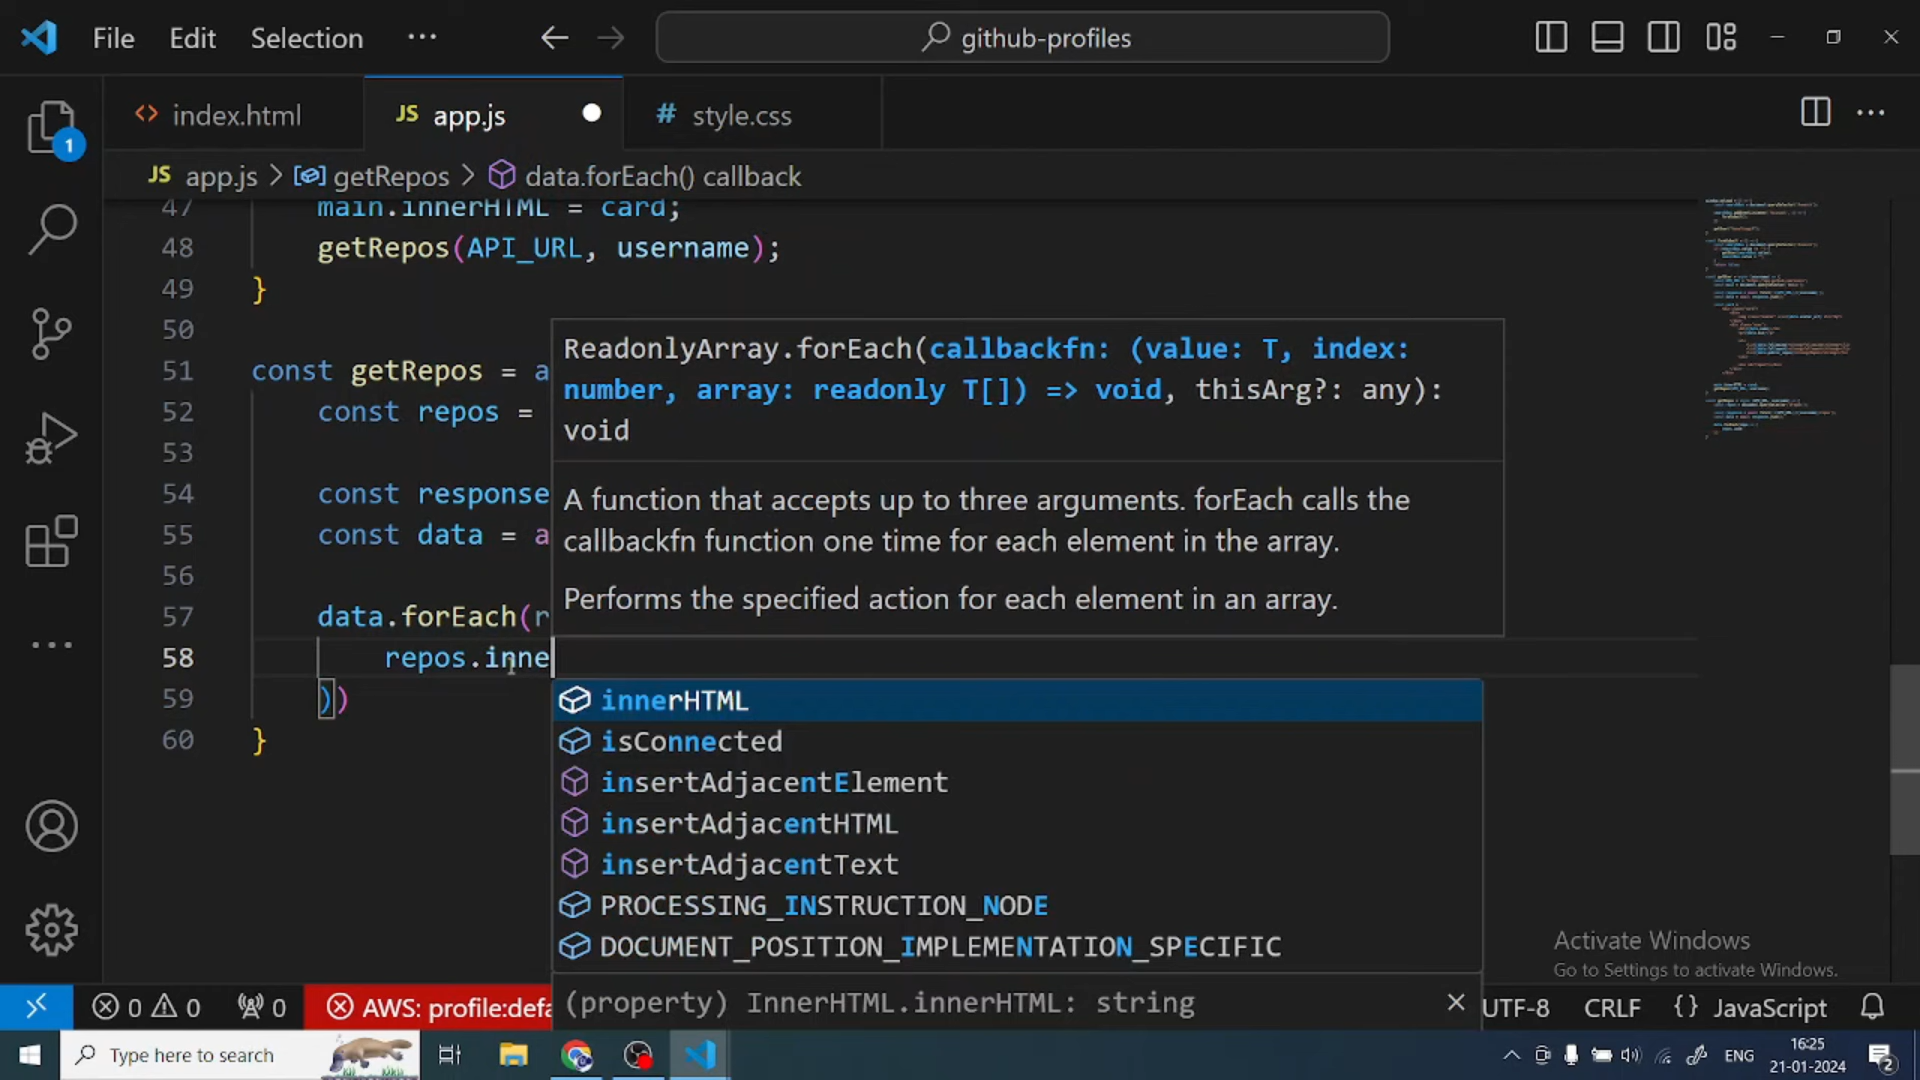 File Edit Selection ··· github-profiles
index.html JS app.js # style.css
JS app.js > getRepos > data.forEach() callback
47 main.innerHTML = card;
48 getRepos(API_URL, username);
49 }
50
51 const getRepos = a
52 const repos =
53
54 const response
55 const data = a
56
57 data.forEach(r
58 repos.inne
59 })
60 }
ReadonlyArray.forEach(callbackfn: (value: T, index:
number, array: readonly T[]) => void, thisArg?: any):
void
A function that accepts up to three arguments. forEach calls the
callbackfn function one time for each element in the array.
Performs the specified action for each element in an array.
innerHTML
isConnected
insertAdjacentElement
insertAdjacentHTML
insertAdjacentText
PROCESSING_INSTRUCTION_NODE
DOCUMENT_POSITION_IMPLEMENTATION_SPECIFIC
(property) InnerHTML.innerHTML: string
1
Activate Windows
Go to Settings to activate Windows.
0 0 0 AWS: profile:defa UTF-8 CRLF {} JavaScript
Type here to search ENG 16:25
21-01-2024 2